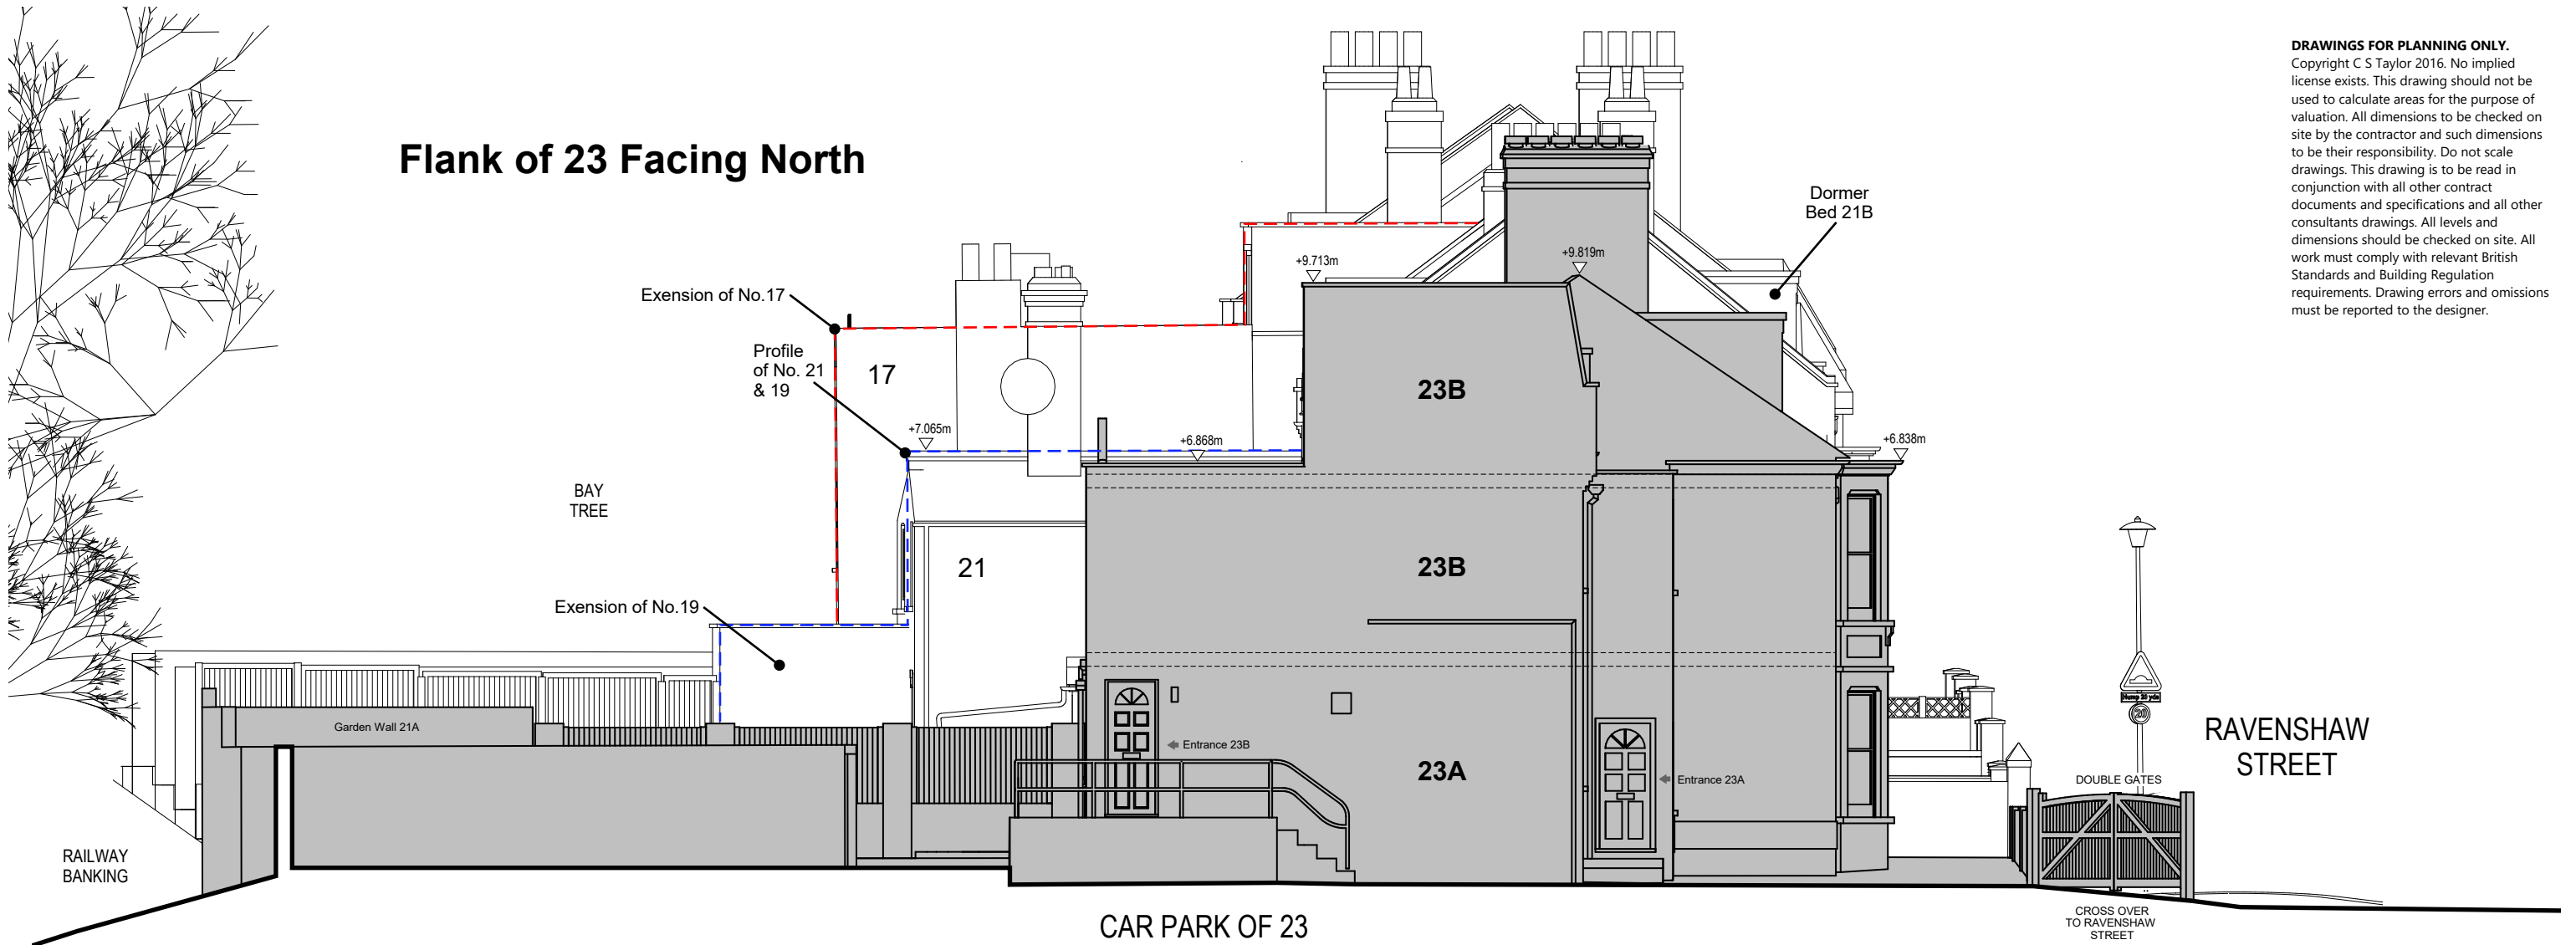 DRAWINGS FOR PLANNING ONLY.
Copyright C S Taylor 2016. No implied
license exists. This drawing should not be
used to calculate areas for the purpose of
valuation. All dimensions to be checked on
site by the contractor and such dimensions
to be their responsibility. Do not scale
drawings. This drawing is to be read in
conjunction with all other contract
documents and specifications and all other
consultants drawings. All levels and
dimensions should be checked on site. All
work must comply with relevant British
Standards and Building Regulation
requirements. Drawing errors and omissions
must be reported to the designer.
Flank of 23 Facing North
Dormer
Bed 21B
+9.713m
+9.819m
Exension of No.17
Profile
of No. 21
& 19
17
23B
+7.065m
+6.868m
+6.838m
BAY
TREE
21
23B
Exension of No.19
Garden Wall 21A
Entrance 23B
23A
Entrance 23A
Hump 20 yds
20
RAVENSHAW
STREET
DOUBLE GATES
RAILWAY
BANKING
CAR PARK OF 23
CROSS OVER
TO RAVENSHAW
STREET